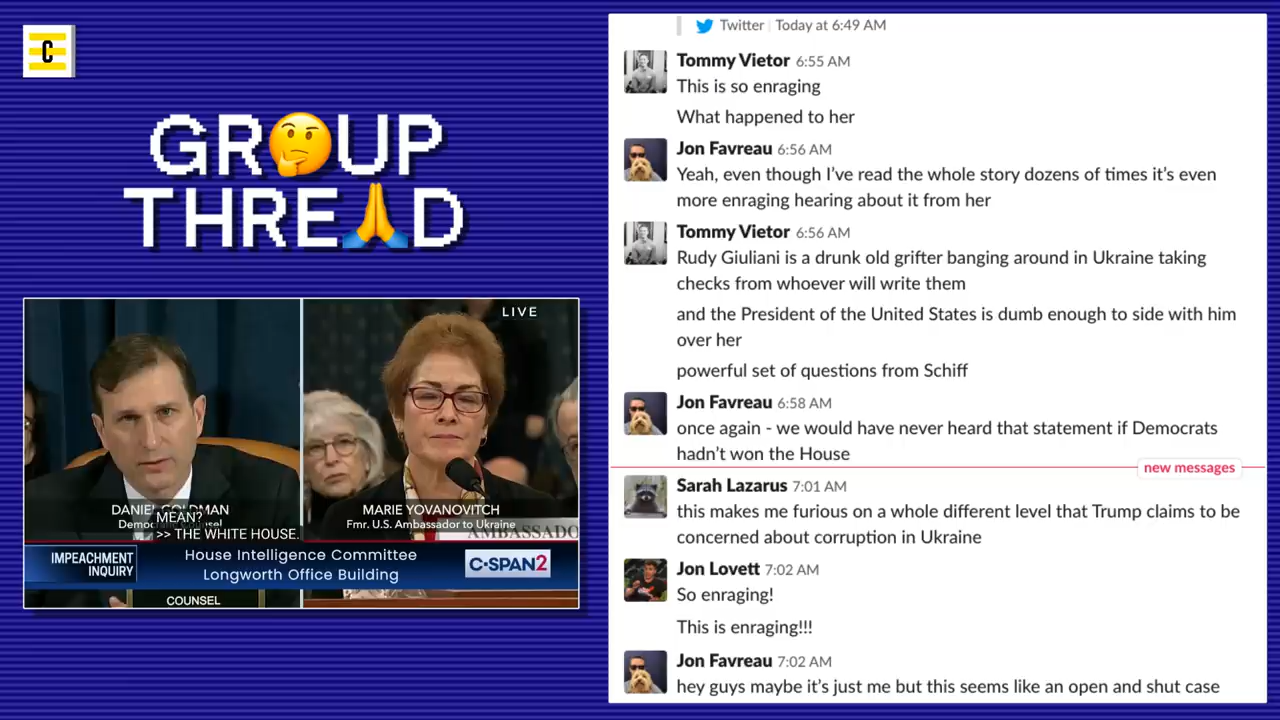 C
GR UP
THRE D
LIVE
DANIEL GOLDMAN
Democratic Counsel
MEAN?
>> THE WHITE HOUSE.
MARIE YOVANOVITCH
Fmr. U.S. Ambassador to Ukraine
AMBASSADO
IMPEACHMENT
INQUIRY
House Intelligence Committee
Longworth Office Building
C-SPAN2
COUNSEL
Twitter | Today at 6:49 AM
Tommy Vietor 6:55 AM
This is so enraging
What happened to her
Jon Favreau 6:56 AM
Yeah, even though I've read the whole story dozens of times it's even
more enraging hearing about it from her
Tommy Vietor 6:56 AM
Rudy Giuliani is a drunk old grifter banging around in Ukraine taking
checks from whoever will write them
and the President of the United States is dumb enough to side with him
over her
powerful set of questions from Schiff
Jon Favreau 6:58 AM
once again - we would have never heard that statement if Democrats
hadn't won the House
new messages
Sarah Lazarus 7:01 AM
this makes me furious on a whole different level that Trump claims to be
concerned about corruption in Ukraine
Jon Lovett 7:02 AM
So enraging!
This is enraging!!!
Jon Favreau 7:02 AM
hey guys maybe it's just me but this seems like an open and shut case